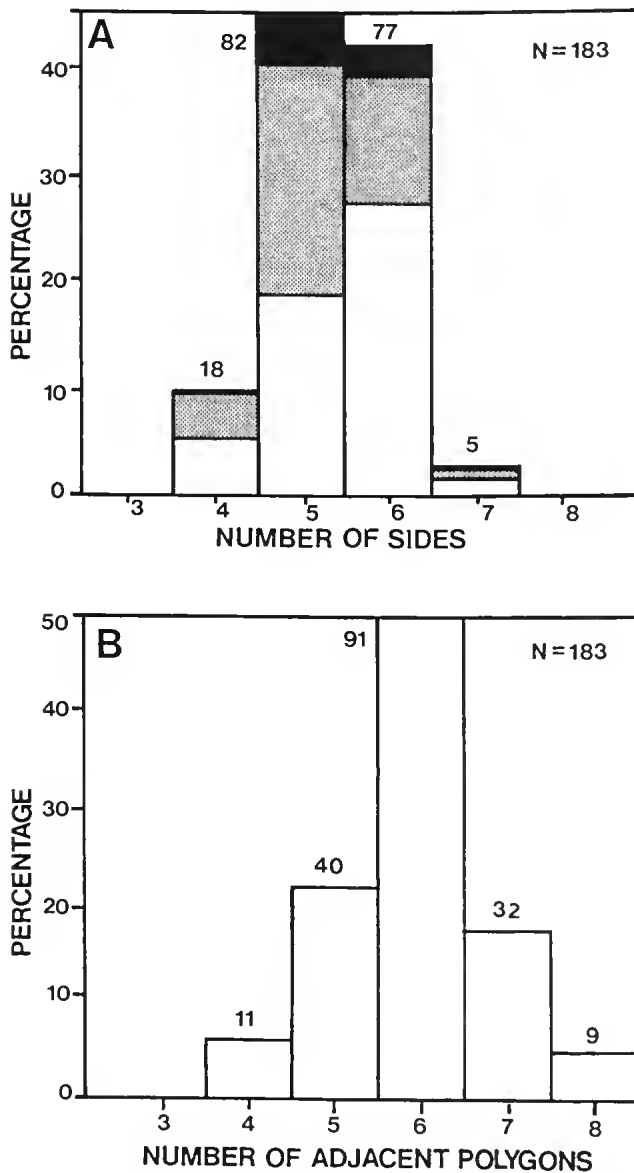 A
82
77
N = 183
40
30
20
10
0
18
5
PERCENTAGE
3 4 5 6 7 8
NUMBER OF SIDES
B
50
91
N = 183
40
30
20
10
0
40
32
11
9
PERCENTAGE
3 4 5 6 7 8
NUMBER OF ADJACENT POLYGONS